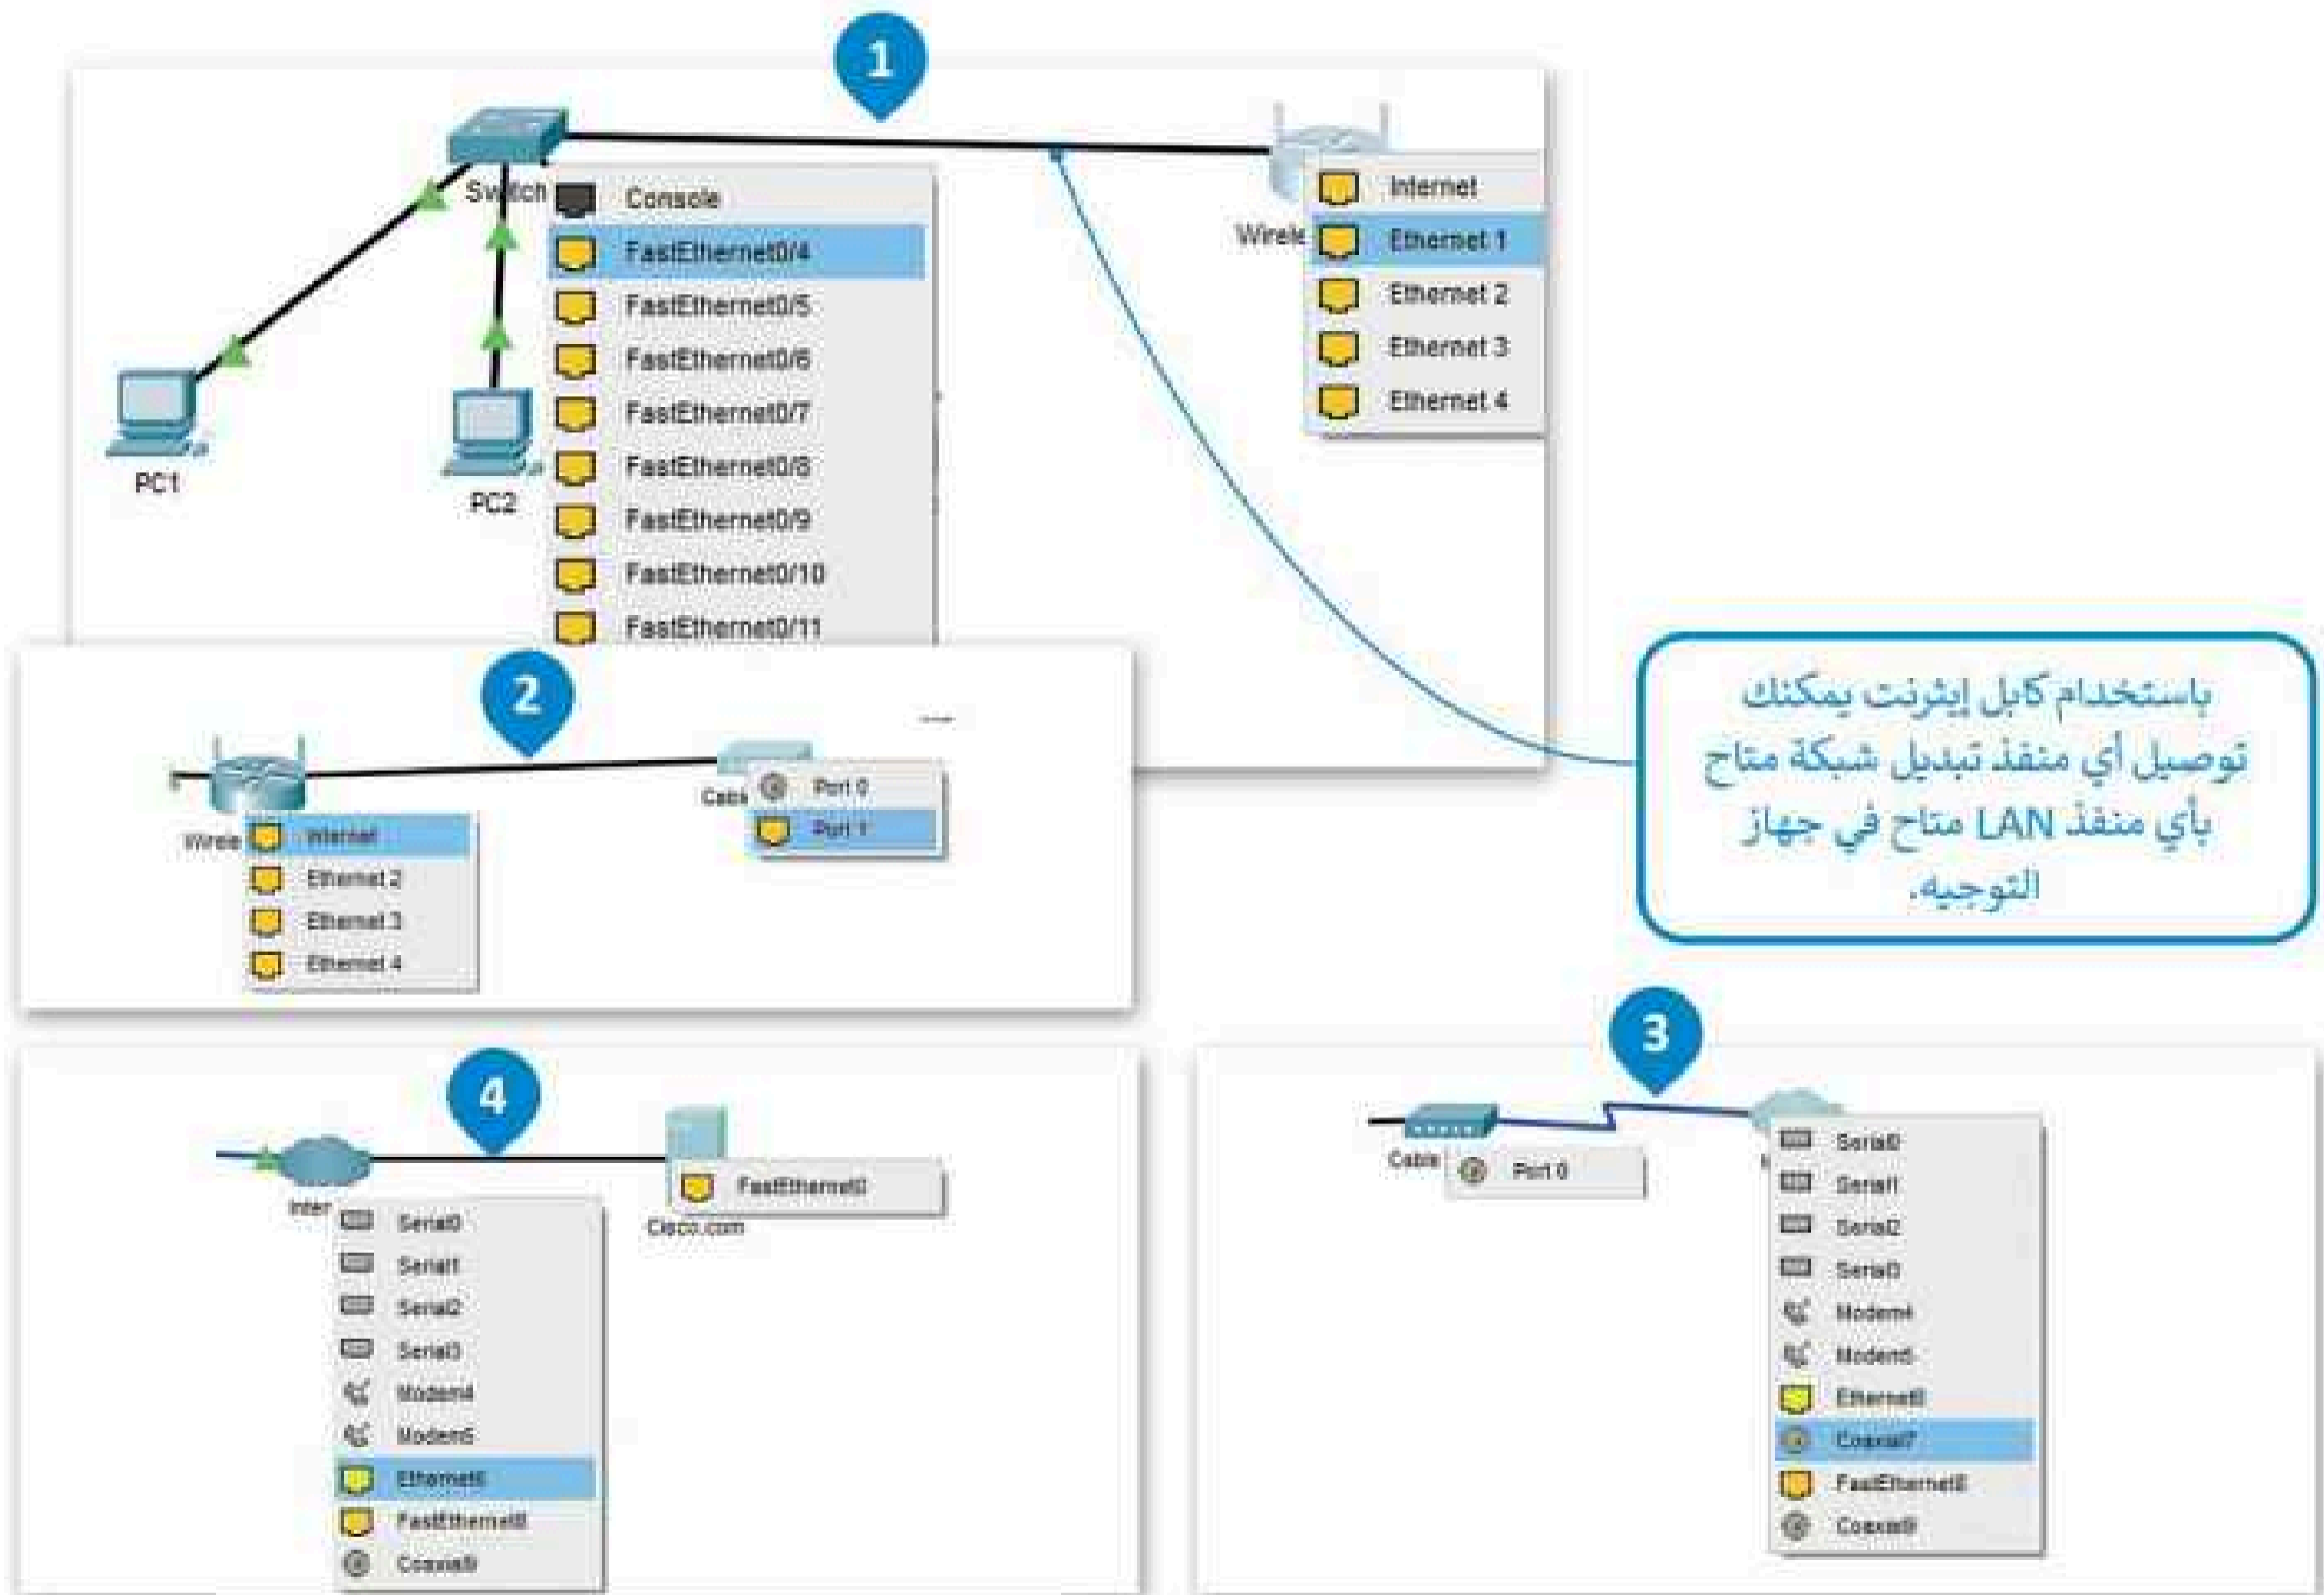 1
Switch
Console
FastEthernet0/4
FastEthernet0/5
FastEthernet0/6
FastEthernet0/7
FastEthernet0/8
FastEthernet0/9
FastEthernet0/10
FastEthernet0/11
PC1
PC2
Wirele
Internet
Ethernet 1
Ethernet 2
Ethernet 3
Ethernet 4
باستخدام كابل إيثرنت يمكنك
توصيل أي منفذ تبديل شبكة متاح
بأي منفذ LAN متاح في جهاز
التوجيه.
2
Wirele
Internet
Ethernet 2
Ethernet 3
Ethernet 4
Cable
Port 0
Port 1
3
Cable
Port 0
Serial0
Serial1
Serial2
Serial3
Modem4
Modem5
Ethernet6
Coaxial7
FastEthernet8
Coaxial9
4
Inter
Serial0
Serial1
Serial2
Serial3
Modem4
Modem5
Ethernet6
FastEthernet8
Coaxial9
FastEthernet0
Cisco.com